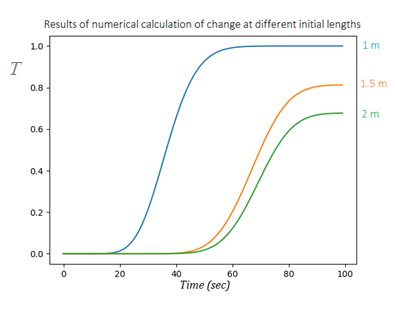 Results of numerical calculation of change at different initial lengths
1.0
1 m
T
0.8
1.5 m
0.6
2 m
0.4
0.2
0.0
0 20 40 60 80 100
Time (sec)